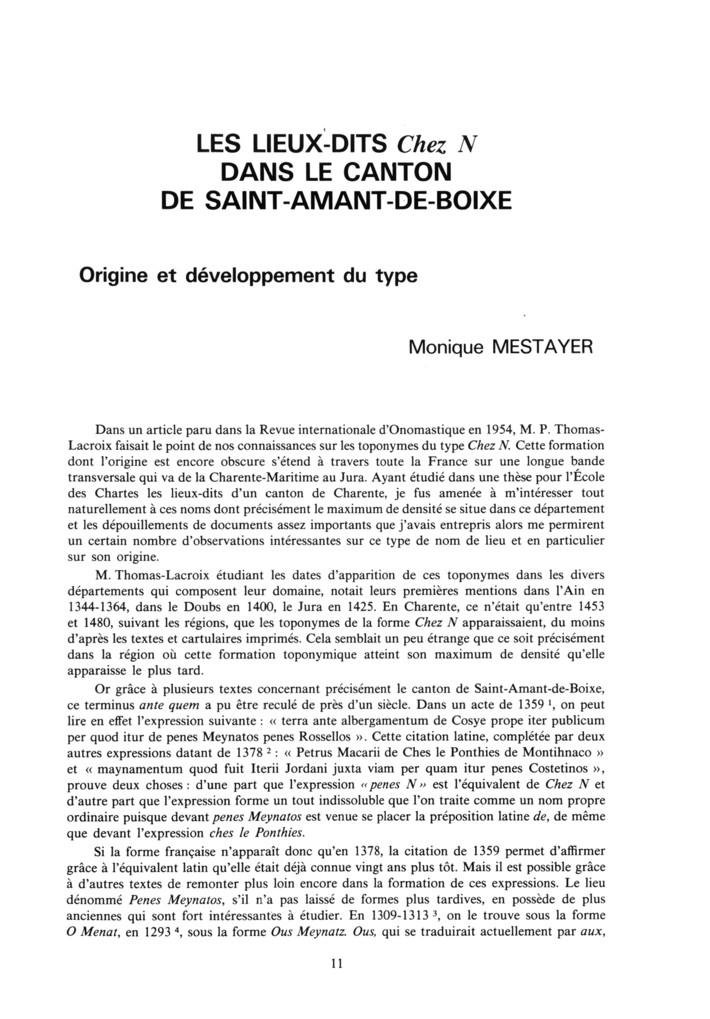 LES LIEUX-DITS Chez N
DANS LE CANTON
DE SAINT-AMANT-DE-BOIXE
Origine et développement du type
Monique MESTAYER
Dans un article paru dans la Revue internationale d'Onomastique en 1954, M. P. Thomas-
Lacroix faisait le point de nos connaissances sur les toponymes du type Chez N. Cette formation
dont l'origine est encore obscure s'étend à travers toute la France sur une longue bande
transversale qui va de la Charente-Maritime au Jura. Ayant étudié dans une thèse pour l'École
des Chartes les lieux-dits d'un canton de Charente, je fus amenée à m'intéresser tout
naturellement à ces noms dont précisément le maximum de densité se situe dans ce département
et les dépouillements de documents assez importants que j'avais entrepris alors me permirent
un certain nombre d'observations intéressantes sur ce type de nom de lieu et en particulier
sur son origine.
M. Thomas-Lacroix étudiant les dates d'apparition de ces toponymes dans les divers
départements qui composent leur domaine, notait leurs premières mentions dans l'Ain en
1344-1364, dans le Doubs en 1400, le Jura en 1425. En Charente, ce n'était qu'entre 1453
et 1480, suivant les régions, que les toponymes de la forme Chez N apparaissaient, du moins
d'après les textes et cartulaires imprimés. Cela semblait un peu étrange que ce soit précisément
dans la région où cette formation toponymique atteint son maximum de densité qu'elle
apparaisse le plus tard.
Or grâce à plusieurs textes concernant précisément le canton de Saint-Amant-de-Boixe,
ce terminus ante quem a pu être reculé de près d'un siècle. Dans un acte de 1359 ¹, on peut
lire en effet l'expression suivante : « terra ante albergamentum de Cosye prope iter publicum
per quod itur de penes Meynatos penes Rossellos ». Cette citation latine, complétée par deux
autres expressions datant de 1378 ² : « Petrus Macarii de Ches le Ponthies de Montihnaco »
et « maynamentum quod fuit Iterii Jordani juxta viam per quam itur penes Costetinos »,
prouve deux choses : d'une part que l'expression « penes N » est l'équivalent de Chez N et
d'autre part que l'expression forme un tout indissoluble que l'on traite comme un nom propre
ordinaire puisque devant penes Meynatos est venue se placer la préposition latine de, de même
que devant l'expression ches le Ponthies.
Si la forme française n'apparaît donc qu'en 1378, la citation de 1359 permet d'affirmer
grâce à l'équivalent latin qu'elle était déjà connue vingt ans plus tôt. Mais il est possible grâce
à d'autres textes de remonter plus loin encore dans la formation de ces expressions. Le lieu
dénommé Penes Meynatos, s'il n'a pas laissé de formes plus tardives, en possède de plus
anciennes qui sont fort intéressantes à étudier. En 1309-1313 ³, on le trouve sous la forme
O Menat, en 1293 ⁴, sous la forme Ous Meynatz. Ous, qui se traduirait actuellement par aux,
11